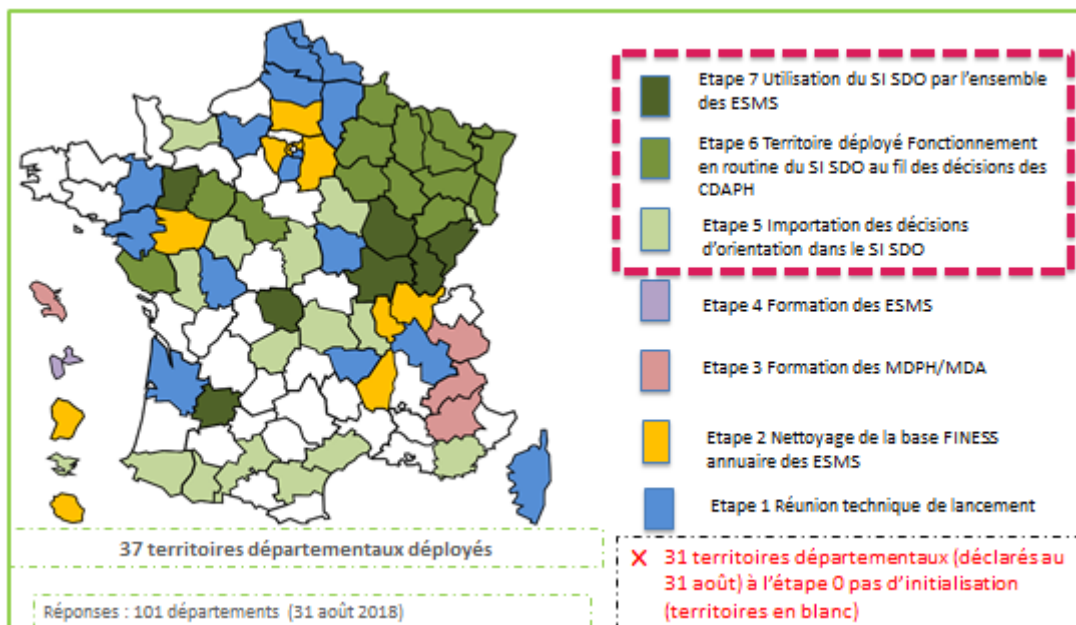 Etape 7 Utilisation du SI SDO par l'ensemble
des ESMS
Etape 6 Territoire déployé Fonctionnement
en routine du SI SDO au fil des décisions des
CDAPH
Etape 5 Importation des décisions
d'orientation dans le SI SDO
Etape 4 Formation des ESMS
Etape 3 Formation des MDPH/MDA
Etape 2 Nettoyage de la base FINESS
annuaire des ESMS
Etape 1 Réunion technique de lancement
37 territoires départementaux déployés
Réponses : 101 départements (31 août 2018)
✕ 31 territoires départementaux (déclarés au
31 août) à l'étape 0 pas d'initialisation
(territoires en blanc)